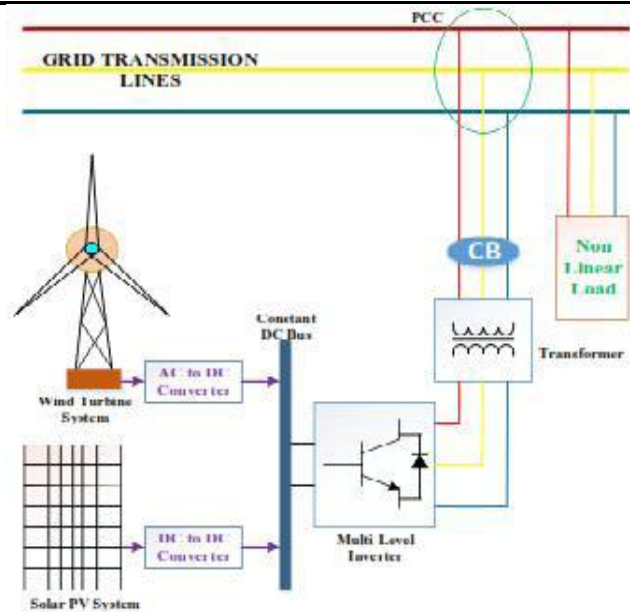 PCC
GRID TRANSMISSION
LINES
CB
Non
Linear
Load
Transformer
Constant
DC Bus
AC to DC
Converter
Wind Turbine
System
Multi Level
Inverter
DC to DC
Converter
Solar PV System